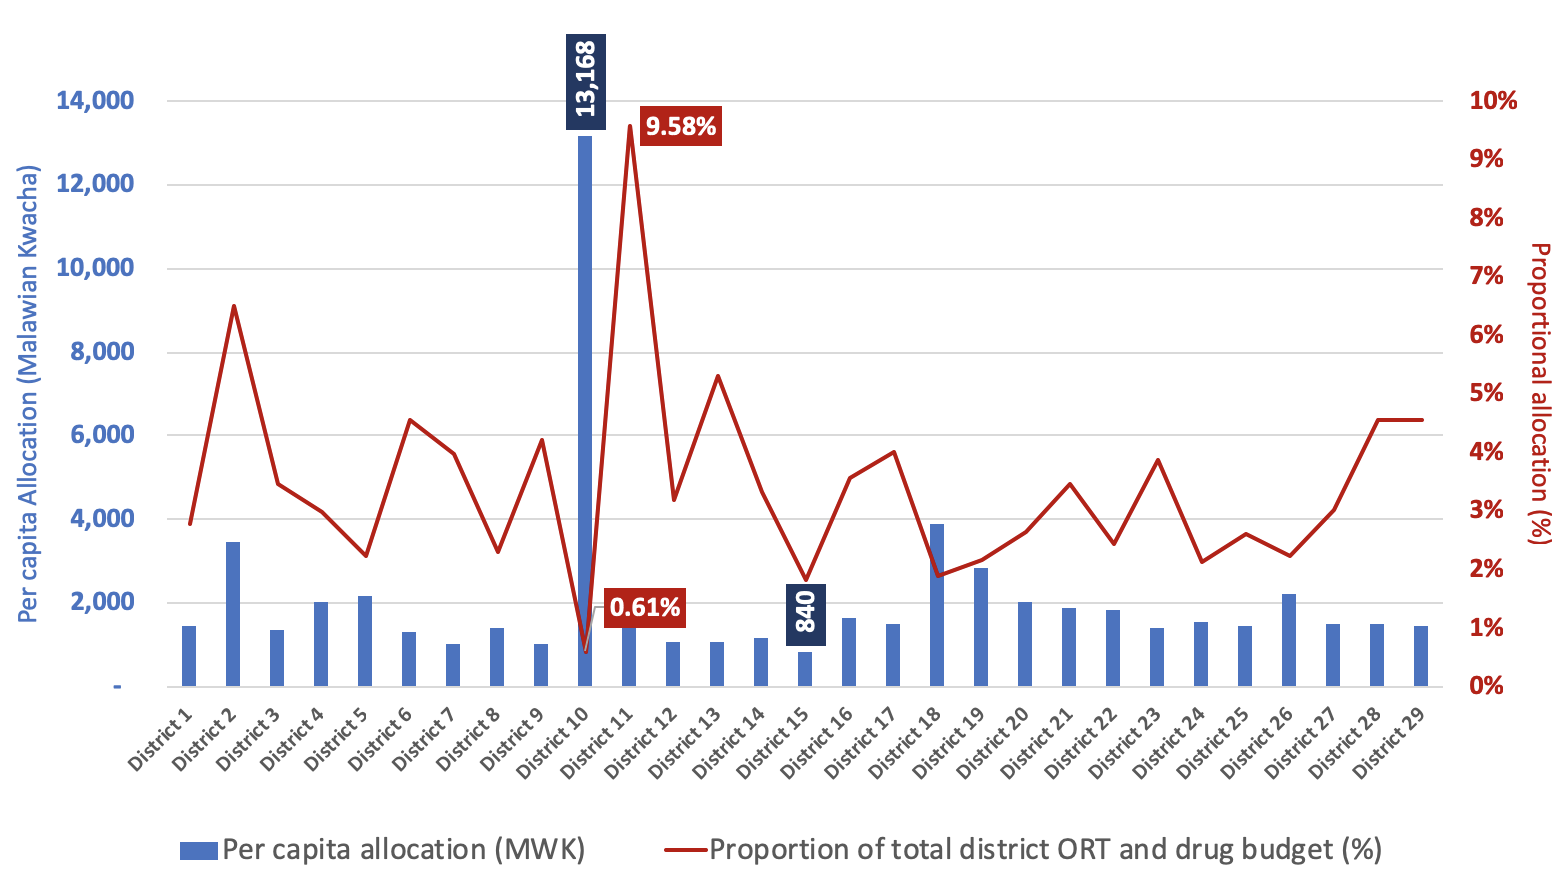 13,168
14,000
12,000
10,000
8,000
6,000
4,000
2,000
-
Per capita Allocation (Malawian Kwacha)
9.58%
0.61%
840
10%
9%
8%
7%
6%
5%
4%
3%
2%
1%
0%
Proportional allocation (%)
District 1
District 2
District 3
District 4
District 5
District 6
District 7
District 8
District 9
District 10
District 11
District 12
District 13
District 14
District 15
District 16
District 17
District 18
District 19
District 20
District 21
District 22
District 23
District 24
District 25
District 26
District 27
District 28
District 29
Per capita allocation (MWK)
Proportion of total district ORT and drug budget (%)